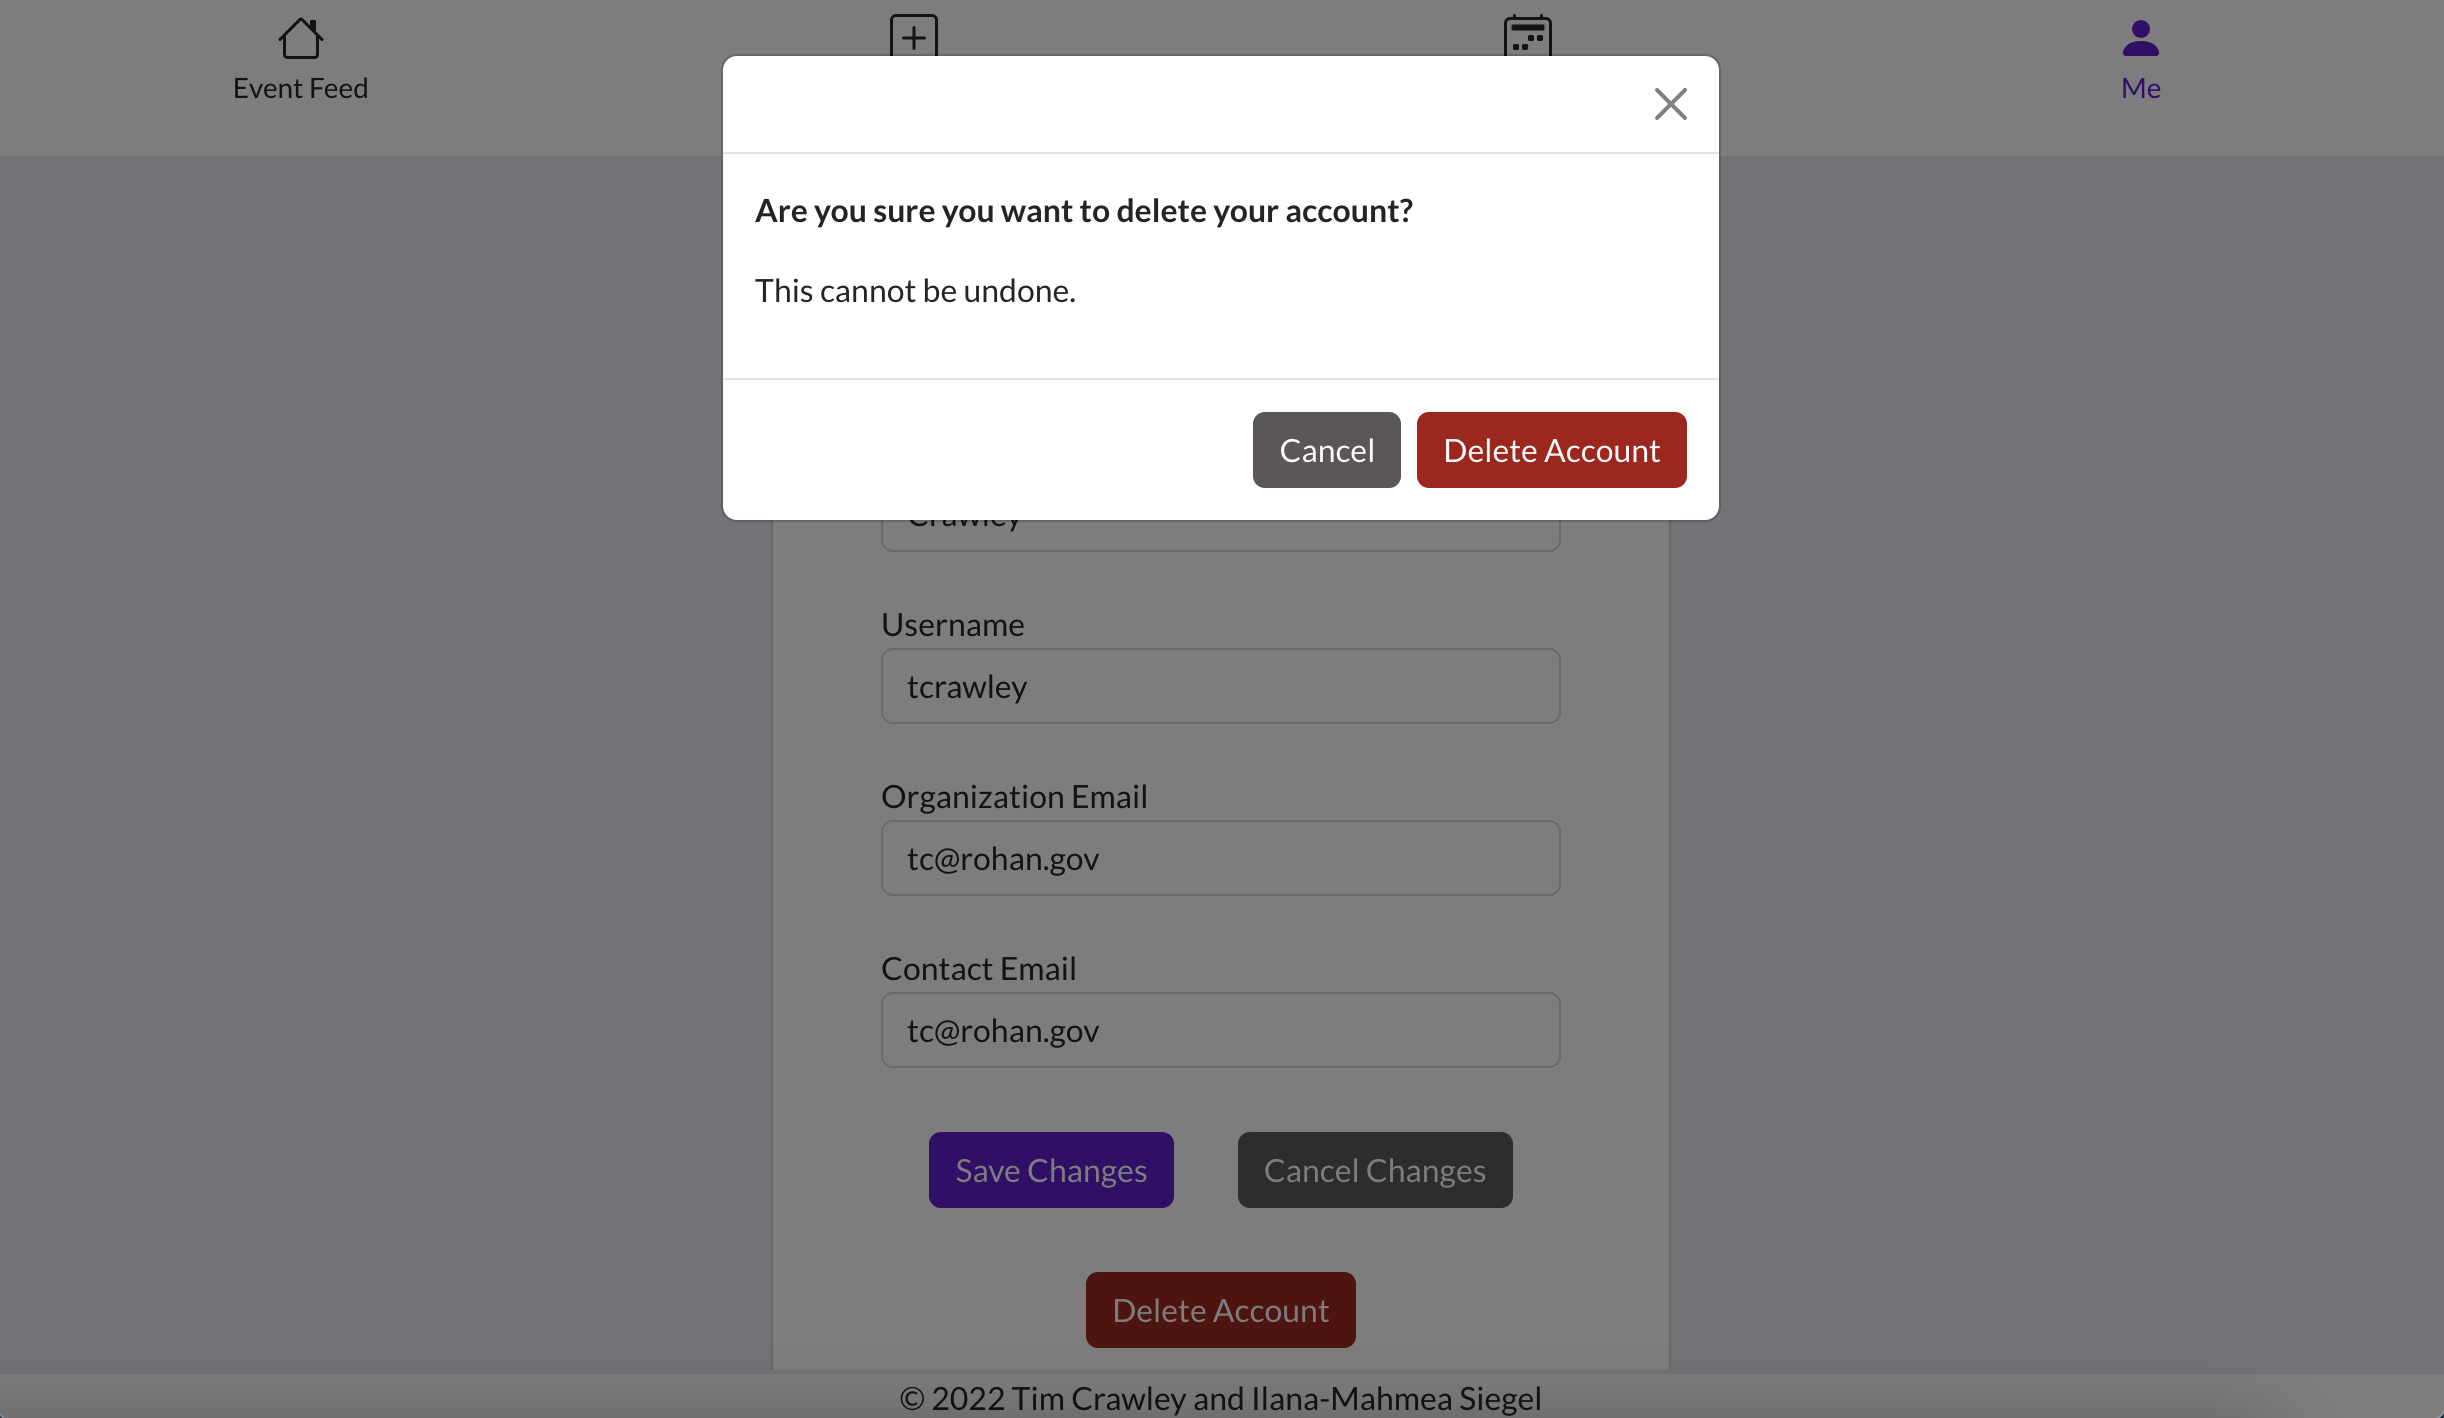 Event Feed
Me
Are you sure you want to delete your account?
This cannot be undone.
Cancel
Delete Account
Crawley
Username
tcrawley
Organization Email
tc@rohan.gov
Contact Email
tc@rohan.gov
Save Changes
Cancel Changes
Delete Account
© 2022 Tim Crawley and Ilana-Mahmea Siegel